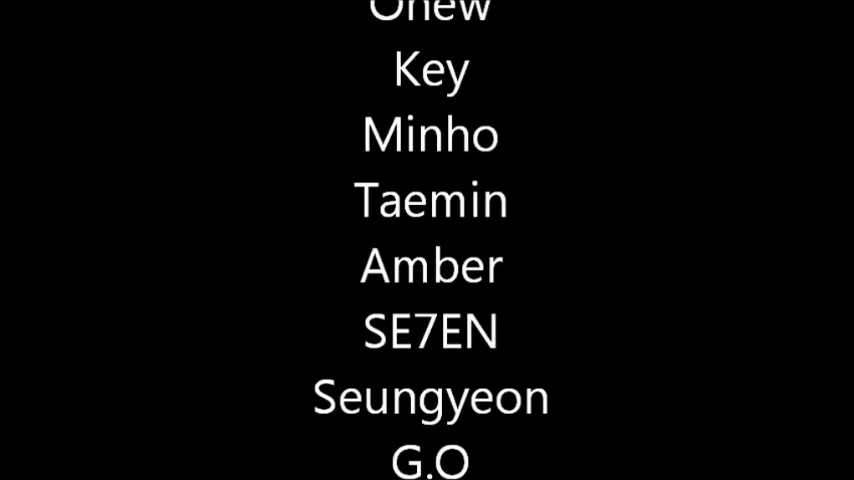 Onew
Key
Minho
Taemin
Amber
SE7EN
Seungyeon
G.O